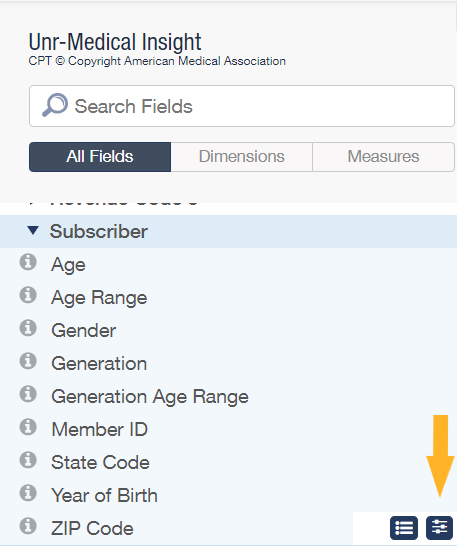 Unr-Medical Insight
CPT © Copyright American Medical Association
Search Fields
All Fields Dimensions Measures
Subscriber
Age
Age Range
Gender
Generation
Generation Age Range
Member ID
State Code
Year of Birth
ZIP Code